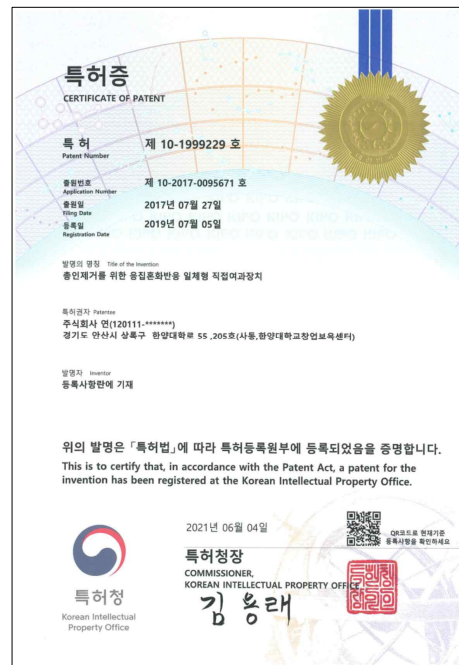 특허증
CERTIFICATE OF PATENT
특 허 제 10-1999229 호
Patent Number
출원번호 제 10-2017-0095671 호
Application Number
출원일 2017년 07월 27일
Filing Date
등록일 2019년 07월 05일
Registration Date
발명의 명칭 Title of the Invention
총인제거를 위한 응집혼화반응 일체형 직접여과장치
특허권자 Patentee
주식회사 연(120111-*******)
경기도 안산시 상록구 한양대학로 55 ,205호(사동,한양대학교창업보육센터)
발명자 Inventor
등록사항란에 기재
위의 발명은 「특허법」에 따라 특허등록원부에 등록되었음을 증명합니다.
This is to certify that, in accordance with the Patent Act, a patent for the
invention has been registered at the Korean Intellectual Property Office.
2021년 06월 04일
QR코드로 현재기준
등록사항을 확인하세요
특허청장
COMMISSIONER,
KOREAN INTELLECTUAL PROPERTY OFFICE
김 용 래
특허청
Korean Intellectual
Property Office